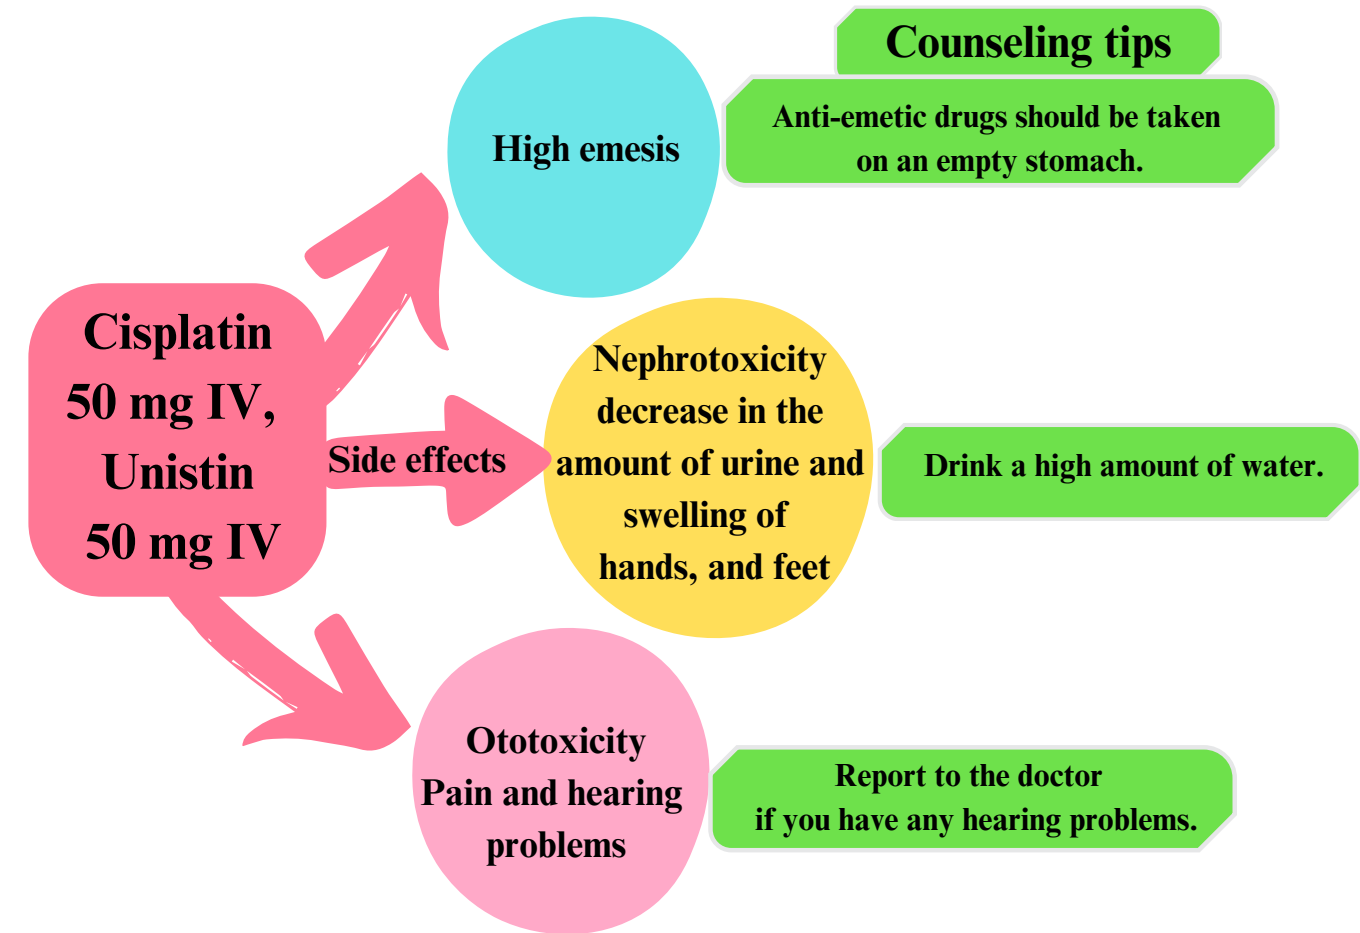 Counseling tips
High emesis
Anti-emetic drugs should be taken
on an empty stomach.
Cisplatin
50 mg IV,
Unistin
50 mg IV
Side effects
Nephrotoxicity
decrease in the
amount of urine and
swelling of
hands, and feet
Drink a high amount of water.
Ototoxicity
Pain and hearing
problems
Report to the doctor
if you have any hearing problems.